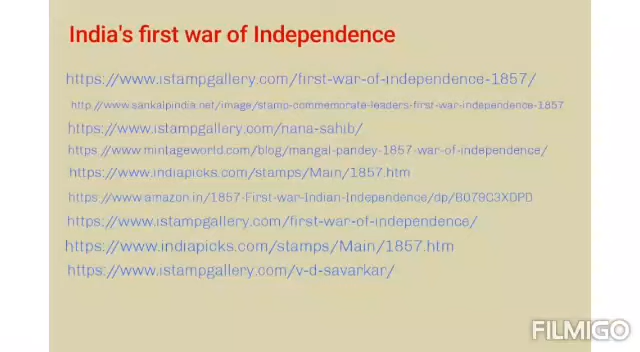 India's first war of Independence
https://www.istampgallery.com/first-war-of-independence-1857/
http://www.sankalpindia.net/image/stamp-commemorate-leaders-first-war-independence-1857
https://www.istampgallery.com/nana-sahib/
https://www.mintageworld.com/blog/mangal-pandey-1857-war-of-independence/
https://www.indiapicks.com/stamps/Main/1857.htm
https://www.amazon.in/1857-First-war-Indian-Independence/dp/B079C3XDPD
https://www.istampgallery.com/first-war-of-independence/
https://www.indiapicks.com/stamps/Main/1857.htm
https://www.istampgallery.com/v-d-savarkar/
FILMIGO